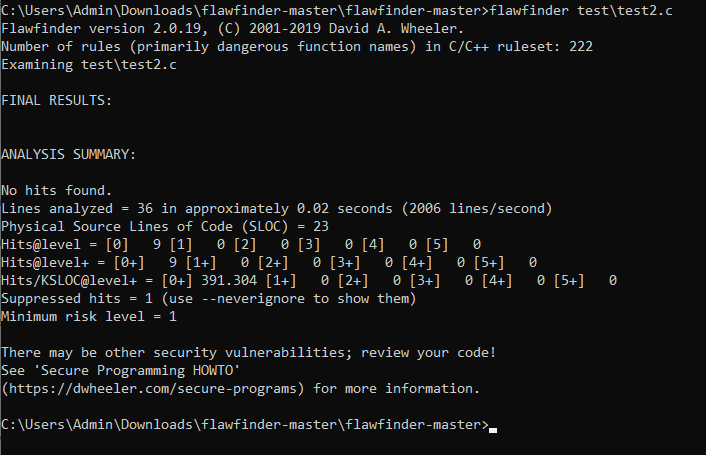 C:\Users\Admin\Downloads\flawfinder-master\flawfinder-master>flawfinder test\test2.c
Flawfinder version 2.0.19, (C) 2001-2019 David A. Wheeler.
Number of rules (primarily dangerous function names) in C/C++ ruleset: 222
Examining test\test2.c
FINAL RESULTS:
ANALYSIS SUMMARY:
No hits found.
Lines analyzed = 36 in approximately 0.02 seconds (2006 lines/second)
Physical Source Lines of Code (SLOC) = 23
Hits@level = [0]   9 [1]   0 [2]   0 [3]   0 [4]   0 [5]   0
Hits@level+ = [0+]   9 [1+]   0 [2+]   0 [3+]   0 [4+]   0 [5+]   0
Hits/KSLOC@level+ = [0+] 391.304 [1+]   0 [2+]   0 [3+]   0 [4+]   0 [5+]   0
Suppressed hits = 1 (use --neverignore to show them)
Minimum risk level = 1
There may be other security vulnerabilities; review your code!
See 'Secure Programming HOWTO'
(https://dwheeler.com/secure-programs) for more information.
C:\Users\Admin\Downloads\flawfinder-master\flawfinder-master>